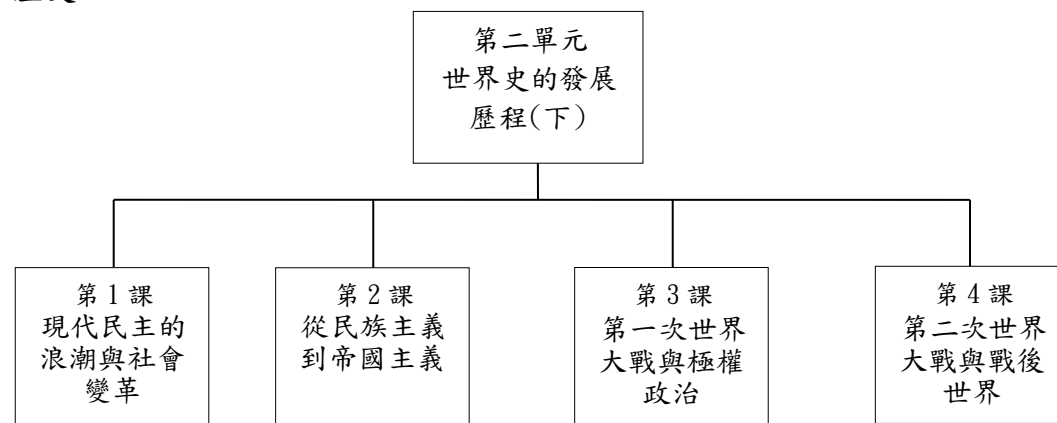 第二單元
世界史的發展
歷程(下)
第1課
現代民主的
浪潮與社會
變革
第2課
從民族主義
到帝國主義
第3課
第一次世界
大戰與極權
政治
第4課
第二次世界
大戰與戰後
世界